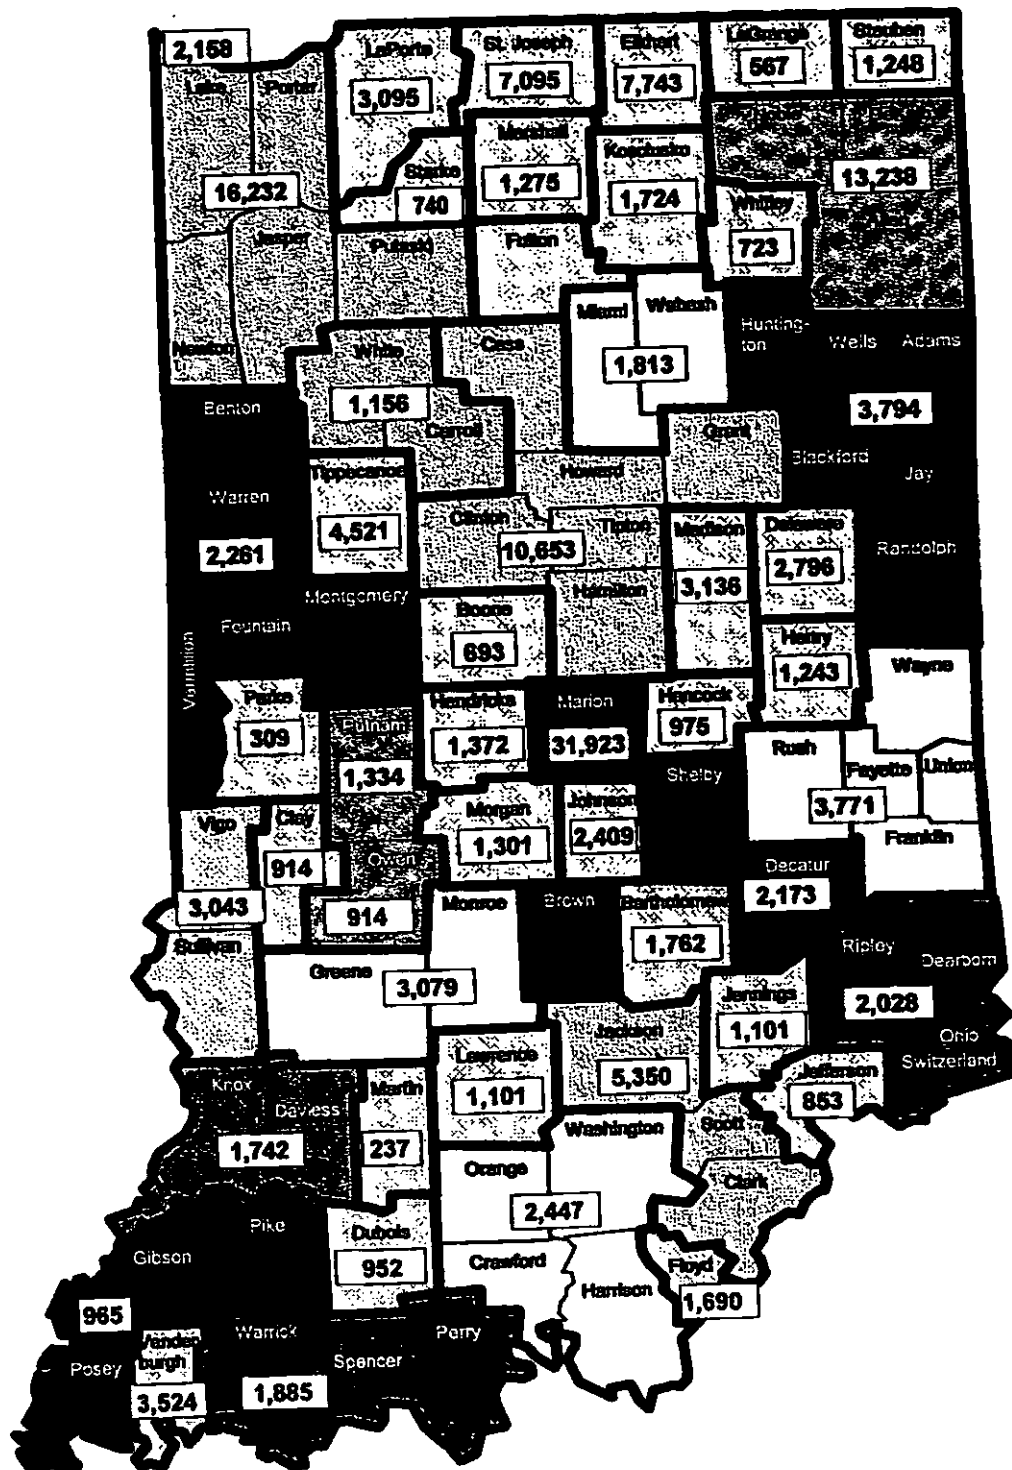 2,158
LaPorte
St. Joseph
Elkhart
LaGrange
Steuben
Lake
Porter
3,095
7,095
7,743
567
1,248
Marshall
Kosciusko
13,238
16,232
Starke
740
1,275
1,724
Whitley
723
Jasper
Pulaski
Fulton
Newton
Miami
Wabash
Hunting-
ton
Wells
Adams
White
Cass
1,813
Benton
1,156
Carroll
Grant
3,794
Blackford
Jay
Warren
Tippecanoe
Howard
2,261
4,521
Clinton
Tipton
10,653
Madison
3,136
Delaware
2,796
Randolph
Montgomery
Hamilton
Fountain
Boone
693
Henry
1,243
Vermillion
Wayne
Parke
309
Putnam
1,334
Hendricks
1,372
Marion
31,923
Hancock
975
Rush
Fayette
Union
Shelby
3,771
Vigo
Clay
914
Morgan
1,301
Johnson
2,409
Franklin
Owen
Decatur
2,173
3,043
914
Monroe
Brown
Bartholomew
1,762
Ripley
Dearborn
Sullivan
Greene
3,079
Jennings
1,101
2,028
Ohio
Switzerland
Jackson
5,350
Lawrence
1,101
Jefferson
853
Knox
Daviess
1,742
Martin
237
Washington
Scott
Orange
Clark
2,447
Pike
Gibson
Dubois
952
Crawford
Harrison
Floyd
1,690
965
Warrick
Perry
Posey
Vander
burgh
Spencer
3,524
1,885